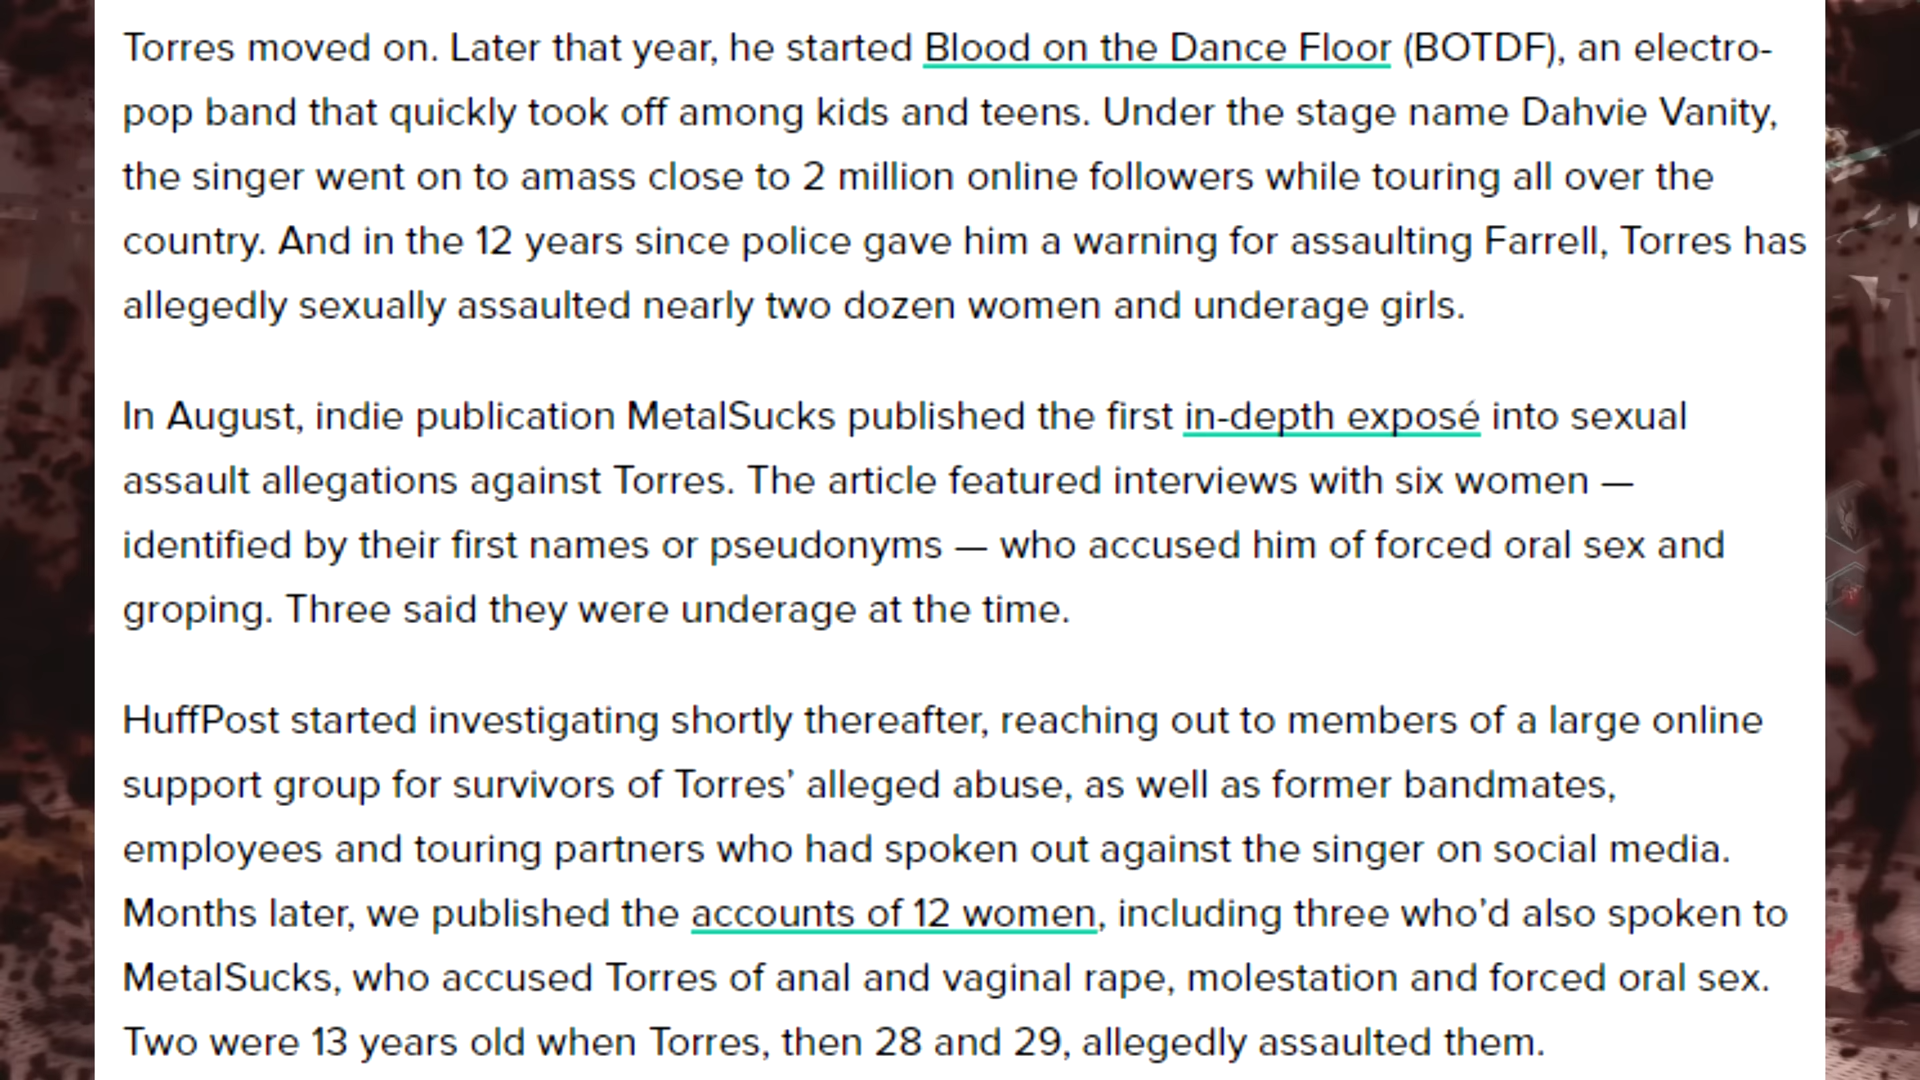 Torres moved on. Later that year, he started Blood on the Dance Floor (BOTDF), an electro-
pop band that quickly took off among kids and teens. Under the stage name Dahvie Vanity,
the singer went on to amass close to 2 million online followers while touring all over the
country. And in the 12 years since police gave him a warning for assaulting Farrell, Torres has
allegedly sexually assaulted nearly two dozen women and underage girls.
In August, indie publication MetalSucks published the first in-depth exposé into sexual
assault allegations against Torres. The article featured interviews with six women —
identified by their first names or pseudonyms — who accused him of forced oral sex and
groping. Three said they were underage at the time.
HuffPost started investigating shortly thereafter, reaching out to members of a large online
support group for survivors of Torres’ alleged abuse, as well as former bandmates,
employees and touring partners who had spoken out against the singer on social media.
Months later, we published the accounts of 12 women, including three who’d also spoken to
MetalSucks, who accused Torres of anal and vaginal rape, molestation and forced oral sex.
Two were 13 years old when Torres, then 28 and 29, allegedly assaulted them.